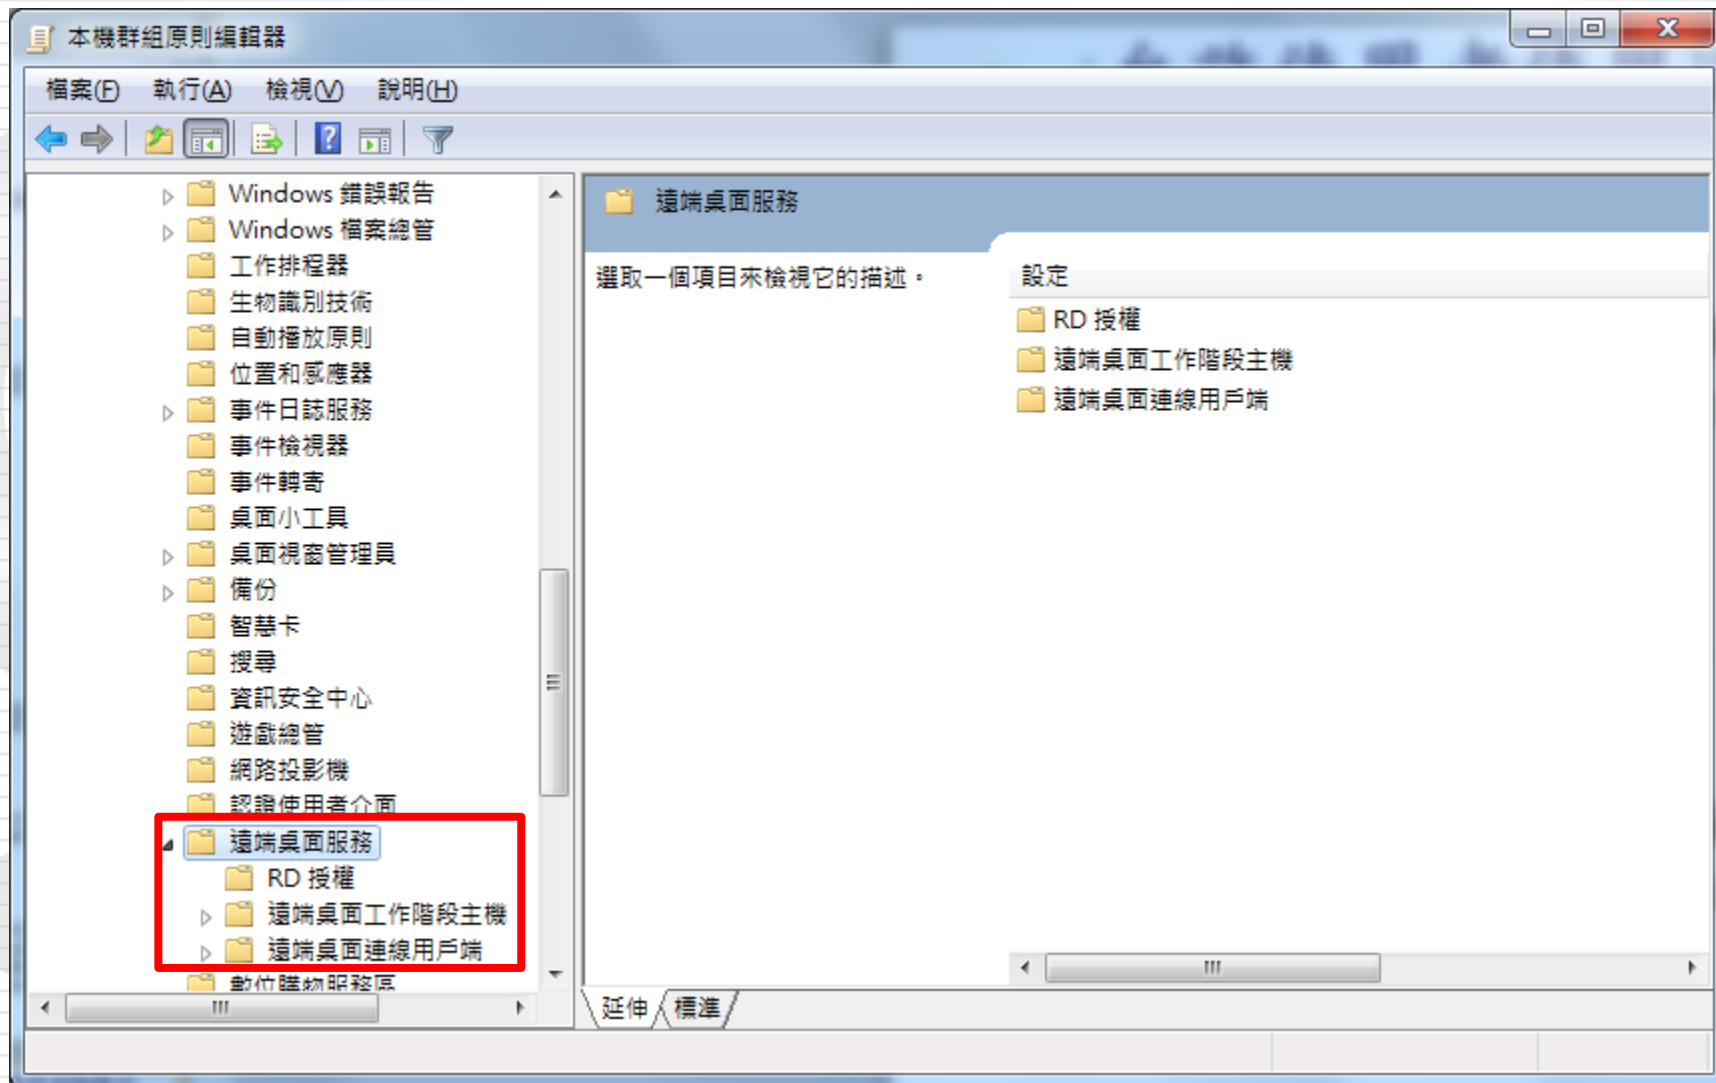 本機群組原則編輯器
檔案(F) 執行(A) 檢視(V) 說明(H)
Windows 錯誤報告
Windows 檔案總管
工作排程器
生物識別技術
自動播放原則
位置和感應器
事件日誌服務
事件檢視器
事件轉寄
桌面小工具
桌面視窗管理員
備份
智慧卡
搜尋
資訊安全中心
遊戲總管
網路投影機
認證使用者介面
遠端桌面服務
RD 授權
遠端桌面工作階段主機
遠端桌面連線用戶端
數位購物服務區
遠端桌面服務
選取一個項目來檢視它的描述。
設定
RD 授權
遠端桌面工作階段主機
遠端桌面連線用戶端
延伸 標準